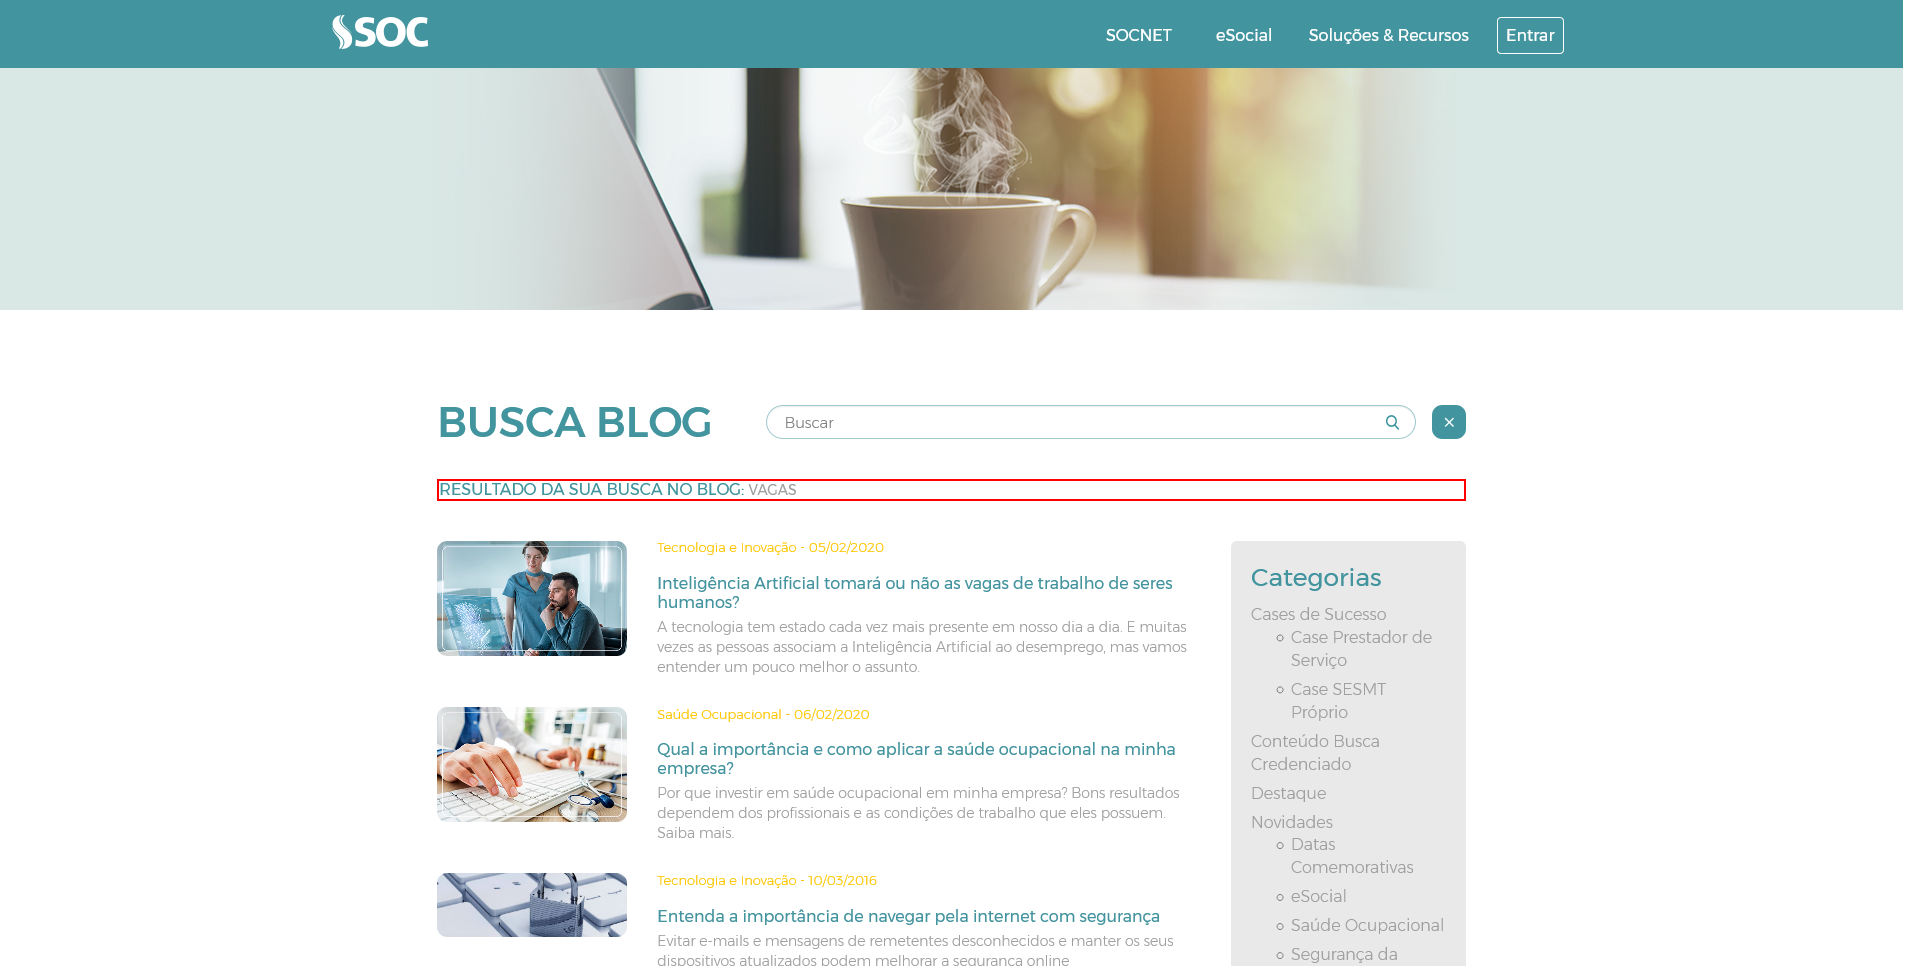 SOC
SOCNET
eSocial
Soluções & Recursos
Entrar
BUSCA BLOG
Buscar
RESULTADO DA SUA BUSCA NO BLOG: VAGAS
Tecnologia e Inovação - 05/02/2020
Inteligência Artificial tomará ou não as vagas de trabalho de seres
humanos?
A tecnologia tem estado cada vez mais presente em nosso dia a dia. E muitas
vezes as pessoas associam a Inteligência Artificial ao desemprego, mas vamos
entender um pouco melhor o assunto.
Saúde Ocupacional - 06/02/2020
Qual a importância e como aplicar a saúde ocupacional na minha
empresa?
Por que investir em saúde ocupacional em minha empresa? Bons resultados
dependem dos profissionais e as condições de trabalho que eles possuem.
Saiba mais.
Tecnologia e Inovação - 10/03/2016
Entenda a importância de navegar pela internet com segurança
Evitar e-mails e mensagens de remetentes desconhecidos e manter os seus
dispositivos atualizados podem melhorar a segurança online
Categorias
Cases de Sucesso
Case Prestador de
Serviço
Case SESMT
Próprio
Conteúdo Busca
Credenciado
Destaque
Novidades
Datas
Comemorativas
eSocial
Saúde Ocupacional
Segurança da